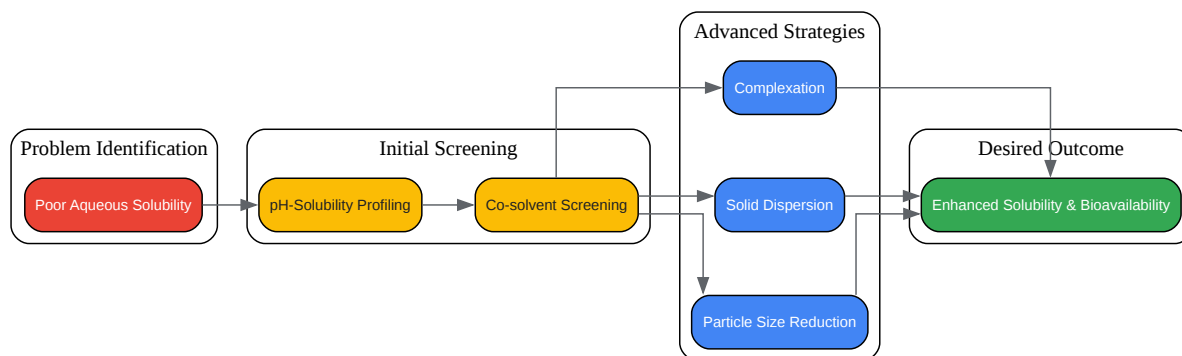 Problem Identification
Poor Aqueous Solubility
Initial Screening
pH-Solubility Profiling
Co-solvent Screening
Advanced Strategies
Complexation
Solid Dispersion
Particle Size Reduction
Desired Outcome
Enhanced Solubility & Bioavailability